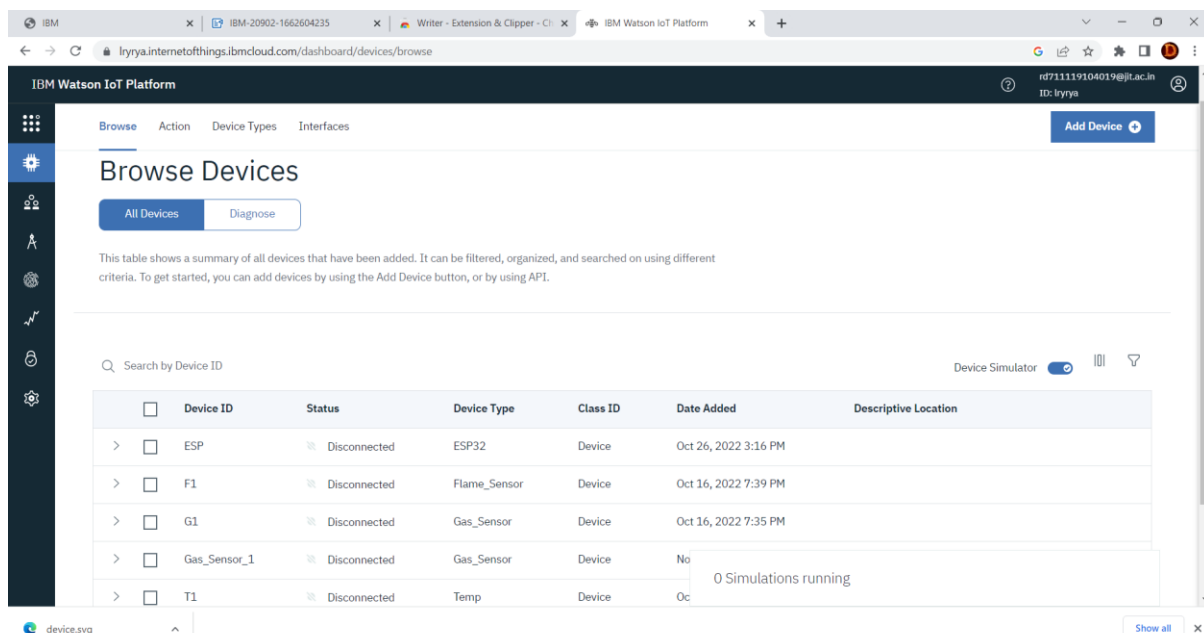 IBM
IBM-20902-1662604235
Writer - Extension & Clipper - Ch
IBM Watson IoT Platform
lryrya.internetofthings.ibmcloud.com/dashboard/devices/browse
IBM Watson IoT Platform
rd711119104019@jit.ac.in
ID: lryrya
Browse Action Device Types Interfaces
Add Device
Browse Devices
All Devices Diagnose
This table shows a summary of all devices that have been added. It can be filtered, organized, and searched on using different
criteria. To get started, you can add devices by using the Add Device button, or by using API.
Search by Device ID
Device Simulator
Device ID Status Device Type Class ID Date Added Descriptive Location
ESP Disconnected ESP32 Device Oct 26, 2022 3:16 PM
F1 Disconnected Flame_Sensor Device Oct 16, 2022 7:39 PM
G1 Disconnected Gas_Sensor Device Oct 16, 2022 7:35 PM
Gas_Sensor_1 Disconnected Gas_Sensor Device No
0 Simulations running
T1 Disconnected Temp Device Oc
device.svg
Show all